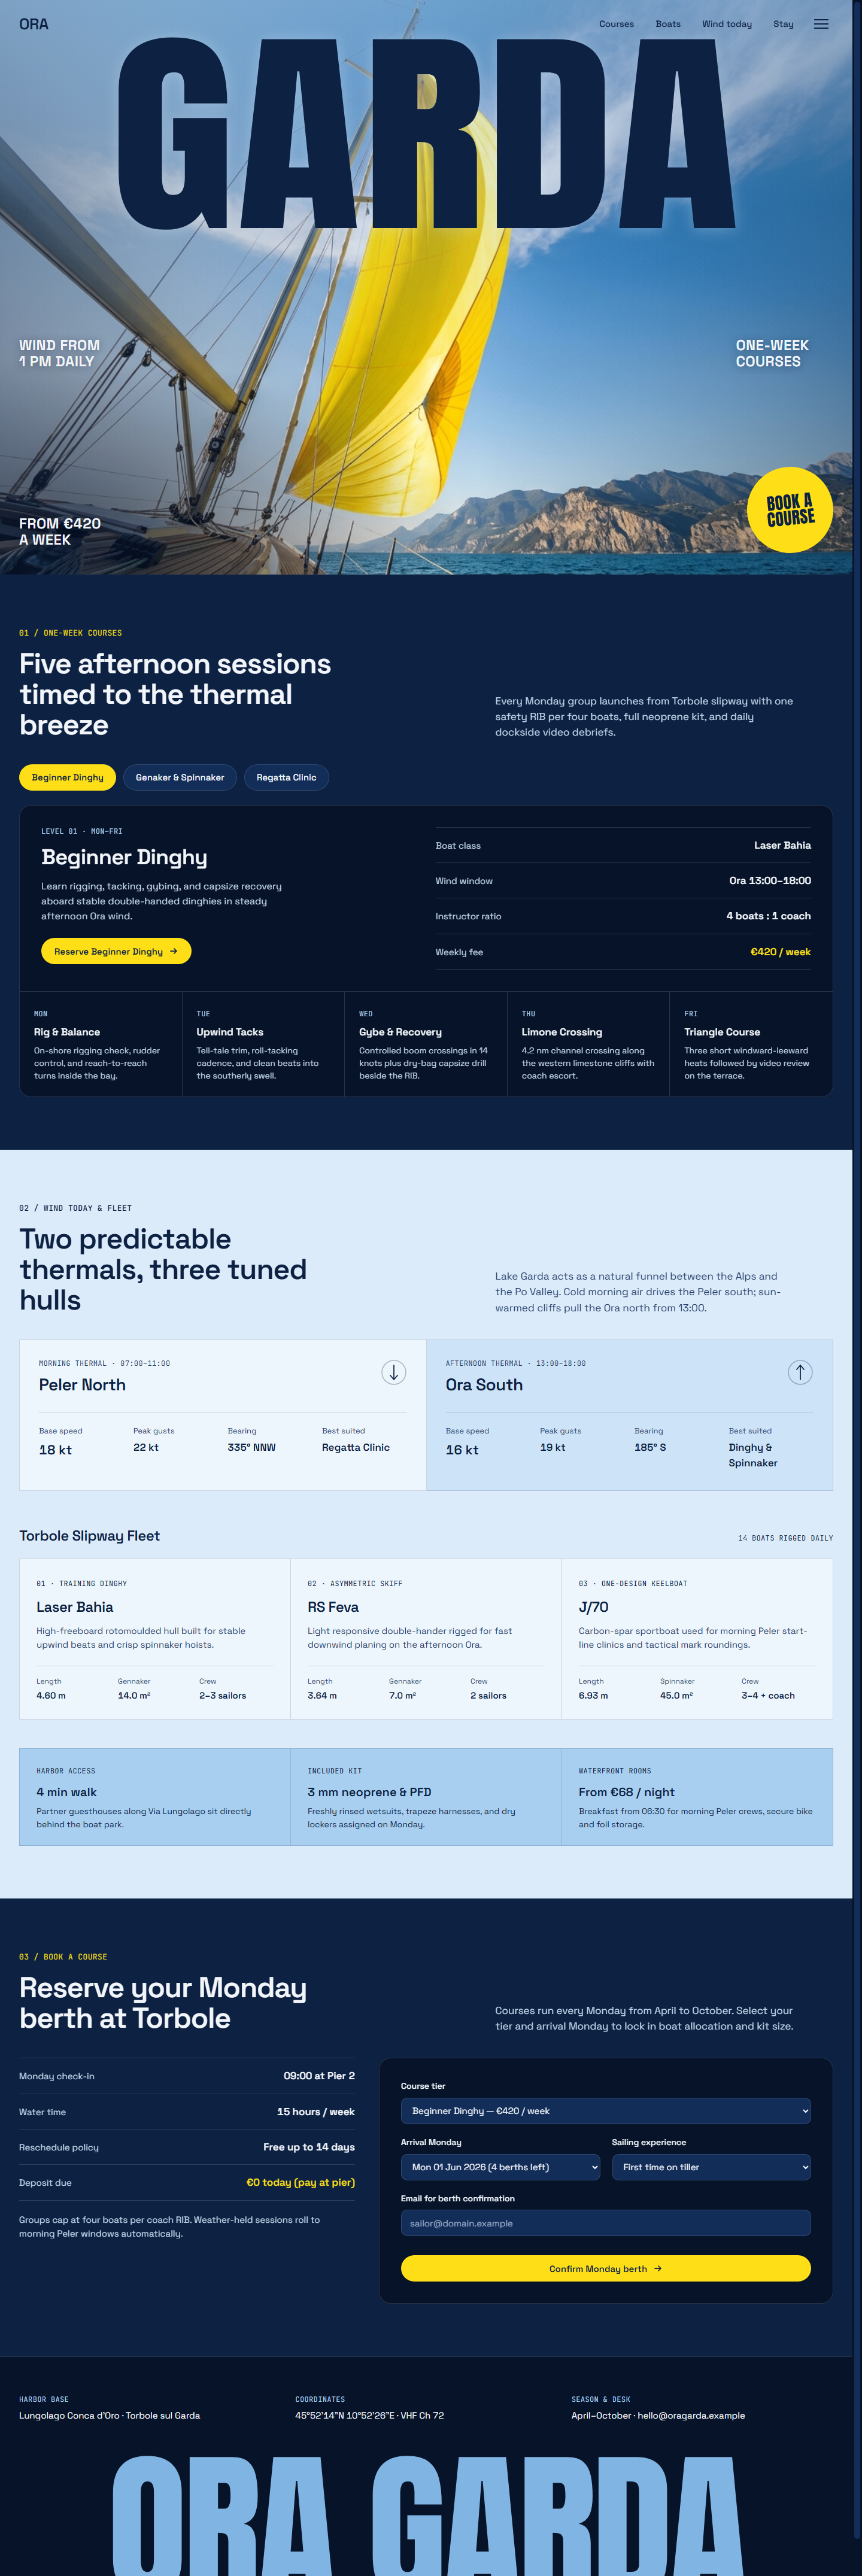 ORA
Courses
Boats
Wind today
Stay
GARDA
WIND FROM
1 PM DAILY
ONE-WEEK
COURSES
FROM €420
A WEEK
BOOK A
COURSE
01 / ONE-WEEK COURSES
Five afternoon sessions
timed to the thermal
breeze
Every Monday group launches from Torbole slipway with one
safety RIB per four boats, full neoprene kit, and daily
dockside video debriefs.
Beginner Dinghy
Genaker & Spinnaker
Regatta Clinic
LEVEL 01 · MON–FRI
Beginner Dinghy
Learn rigging, tacking, gybing, and capsize recovery
aboard stable double-handed dinghies in steady
afternoon Ora wind.
Reserve Beginner Dinghy →
Boat class
Laser Bahia
Wind window
Ora 13:00–18:00
Instructor ratio
4 boats : 1 coach
Weekly fee
€420 / week
MON
Rig & Balance
On-shore rigging check, rudder
control, and reach-to-reach
turns inside the bay.
TUE
Upwind Tacks
Tell-tale trim, roll-tacking
cadence, and clean beats into
the southerly swell.
WED
Gybe & Recovery
Controlled boom crossings in 14
knots plus dry-bag capsize drill
beside the RIB.
THU
Limone Crossing
4.2 nm channel crossing along
the western limestone cliffs with
coach escort.
FRI
Triangle Course
Three short windward-leeward
heats followed by video review
on the terrace.
02 / WIND TODAY & FLEET
Two predictable
thermals, three tuned
hulls
Lake Garda acts as a natural funnel between the Alps and
the Po Valley. Cold morning air drives the Peler south; sun-
warmed cliffs pull the Ora north from 13:00.
MORNING THERMAL · 07:00–11:00
Peler North
↓
Base speed
18 kt
Peak gusts
22 kt
Bearing
335° NNW
Best suited
Regatta Clinic
AFTERNOON THERMAL · 13:00–18:00
Ora South
↑
Base speed
16 kt
Peak gusts
19 kt
Bearing
185° S
Best suited
Dinghy &
Spinnaker
Torbole Slipway Fleet
14 BOATS RIGGED DAILY
01 · TRAINING DINGHY
Laser Bahia
High-freeboard rotomoulded hull built for stable
upwind beats and crisp spinnaker hoists.
Length
4.60 m
Gennaker
14.0 m²
Crew
2–3 sailors
02 · ASYMMETRIC SKIFF
RS Feva
Light responsive double-hander rigged for fast
downwind planing on the afternoon Ora.
Length
3.64 m
Gennaker
7.0 m²
Crew
2 sailors
03 · ONE-DESIGN KEELBOAT
J/70
Carbon-spar sportboat used for morning Peler start-
line clinics and tactical mark roundings.
Length
6.93 m
Spinnaker
45.0 m²
Crew
3–4 + coach
HARBOR ACCESS
4 min walk
Partner guesthouses along Via Lungolago sit directly
behind the boat park.
INCLUDED KIT
3 mm neoprene & PFD
Freshly rinsed wetsuits, trapeze harnesses, and dry
lockers assigned on Monday.
WATERFRONT ROOMS
From €68 / night
Breakfast from 06:30 for morning Peler crews, secure bike
and foil storage.
03 / BOOK A COURSE
Reserve your Monday
berth at Torbole
Courses run every Monday from April to October. Select your
tier and arrival Monday to lock in boat allocation and kit size.
Monday check-in
09:00 at Pier 2
Water time
15 hours / week
Reschedule policy
Free up to 14 days
Deposit due
€0 today (pay at pier)
Groups cap at four boats per coach RIB. Weather-held sessions roll to
morning Peler windows automatically.
Course tier
Beginner Dinghy — €420 / week
Arrival Monday
Mon 01 Jun 2026 (4 berths left)
Sailing experience
First time on tiller
Email for berth confirmation
sailor@domain.example
Confirm Monday berth →
HARBOR BASE
Lungolago Conca d'Oro · Torbole sul Garda
COORDINATES
45°52'14"N 10°52'26"E · VHF Ch 72
SEASON & DESK
April–October · hello@oragarda.example
ORA GARDA